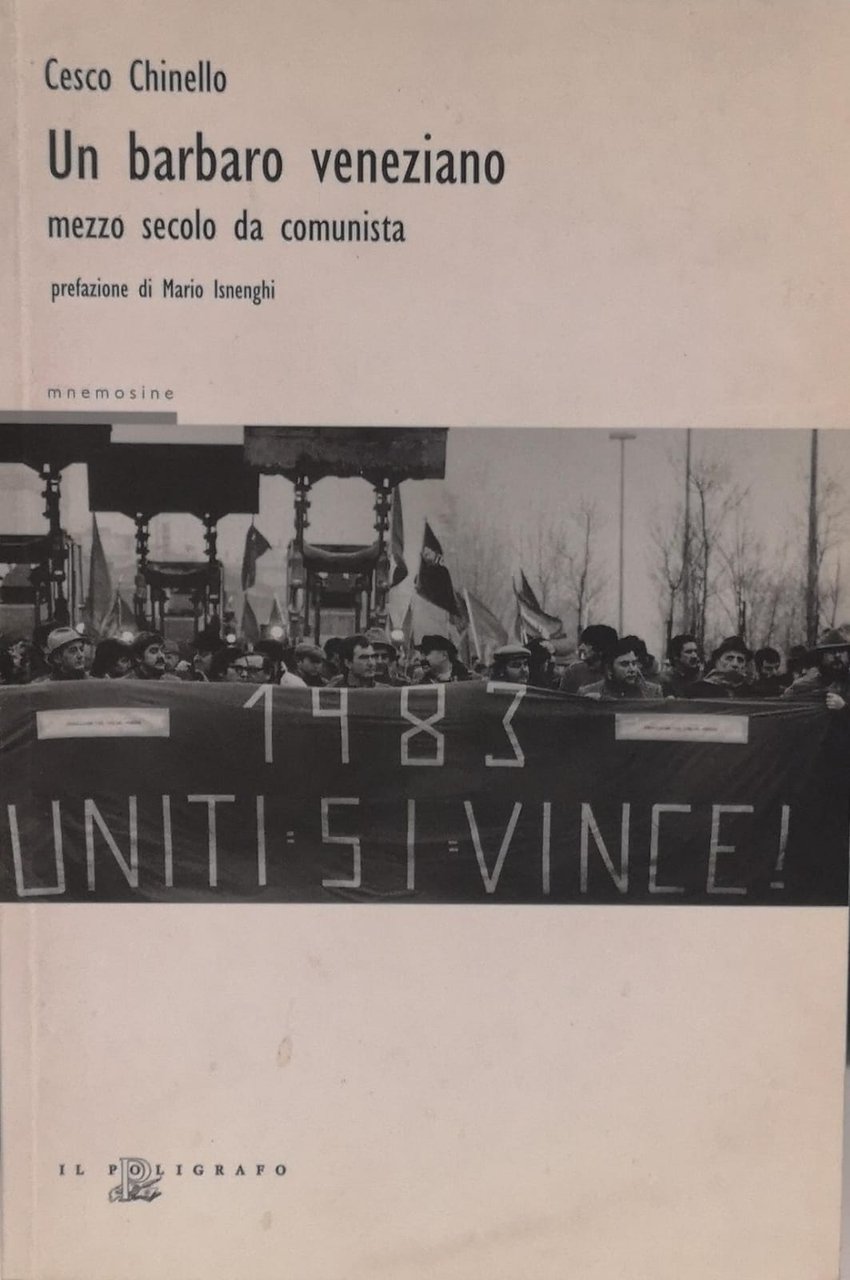 Cesco Chinello
Un barbaro veneziano
mezzo secolo da comunista
prefazione di Mario Isnenghi
mnemosine
1983
UNITI=SI=VINCE!
IL POLIGRAFO